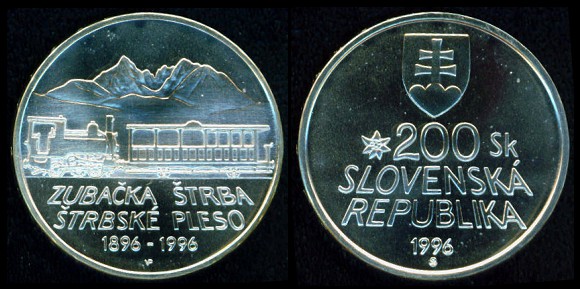 ZUBAČKA ŠTRBA
ŠTRBSKÉ PLESO
1896 - 1996
200 Sk
SLOVENSKÁ
REPUBLIKA
1996